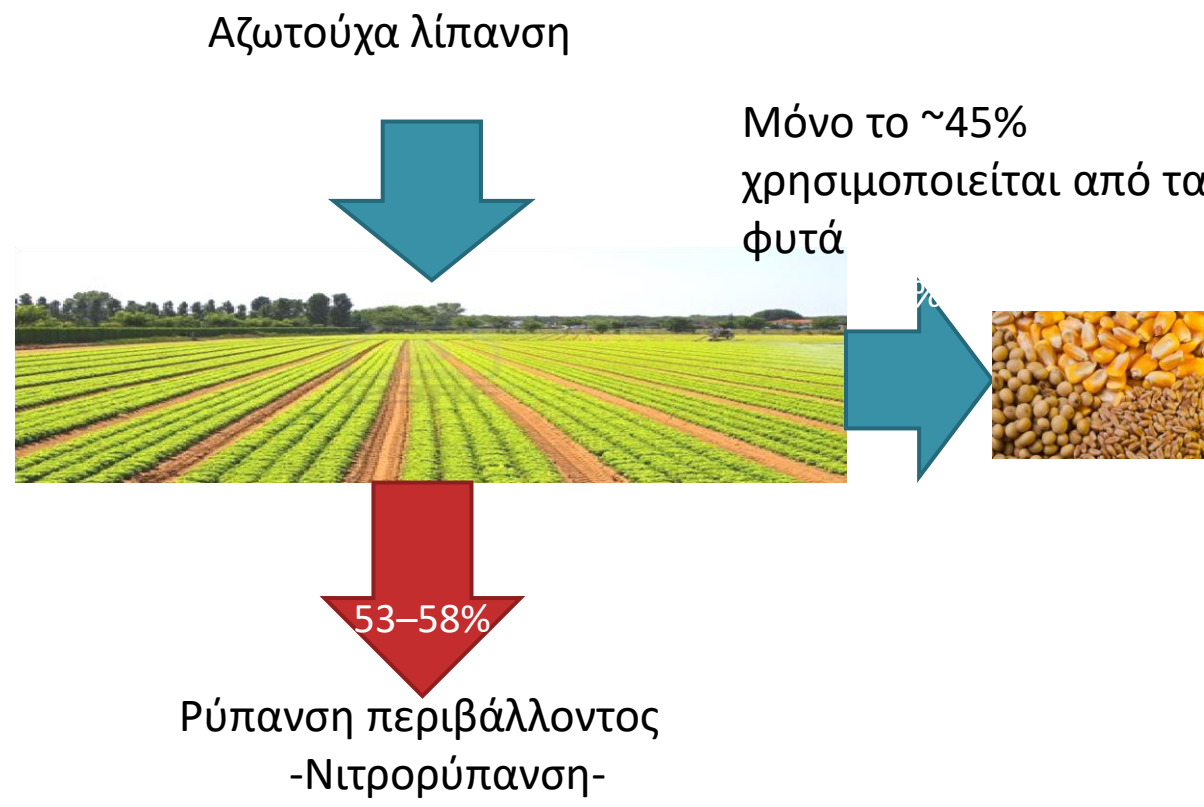 Αζωτούχα λίπανση
Μόνο το ~45%
χρησιμοποιείται από τα
φυτά
%
53–58%
Ρύπανση περιβάλλοντος
-Νιτρορύπανση-